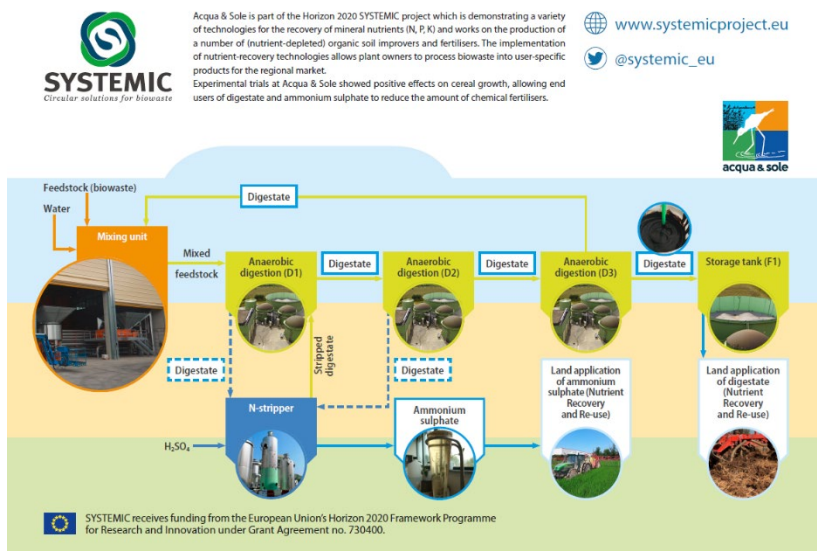 Acqua & Sole is part of the Horizon 2020 SYSTEMIC project which is demonstrating a variety
of technologies for the recovery of mineral nutrients (N, P, K) and works on the production of
a number of (nutrient-depleted) organic soil improvers and fertilisers. The implementation
of nutrient-recovery technologies allows plant owners to process biowaste into user-specific
products for the regional market.
Experimental trials at Acqua & Sole showed positive effects on cereal growth, allowing end
users of digestate and ammonium sulphate to reduce the amount of chemical fertilisers.
SYSTEMIC
Circular solutions for biowaste
www.systemicproject.eu
@systemic_eu
acqua & sole
Feedstock (biowaste)
Water
Mixing unit
Mixed
feedstock
Digestate
Anaerobic
digestion (D1)
Digestate
Anaerobic
digestion (D2)
Digestate
Anaerobic
digestion (D3)
Digestate
Storage tank (F1)
Digestate
Stripped
digestate
Digestate
N-stripper
H₂SO₄
Ammonium
sulphate
Land application
of ammonium
sulphate (Nutrient
Recovery
and Re-use)
Land application
of digestate
(Nutrient
Recovery
and Re-use)
SYSTEMIC receives funding from the European Union's Horizon 2020 Framework Programme
for Research and Innovation under Grant Agreement no. 730400.